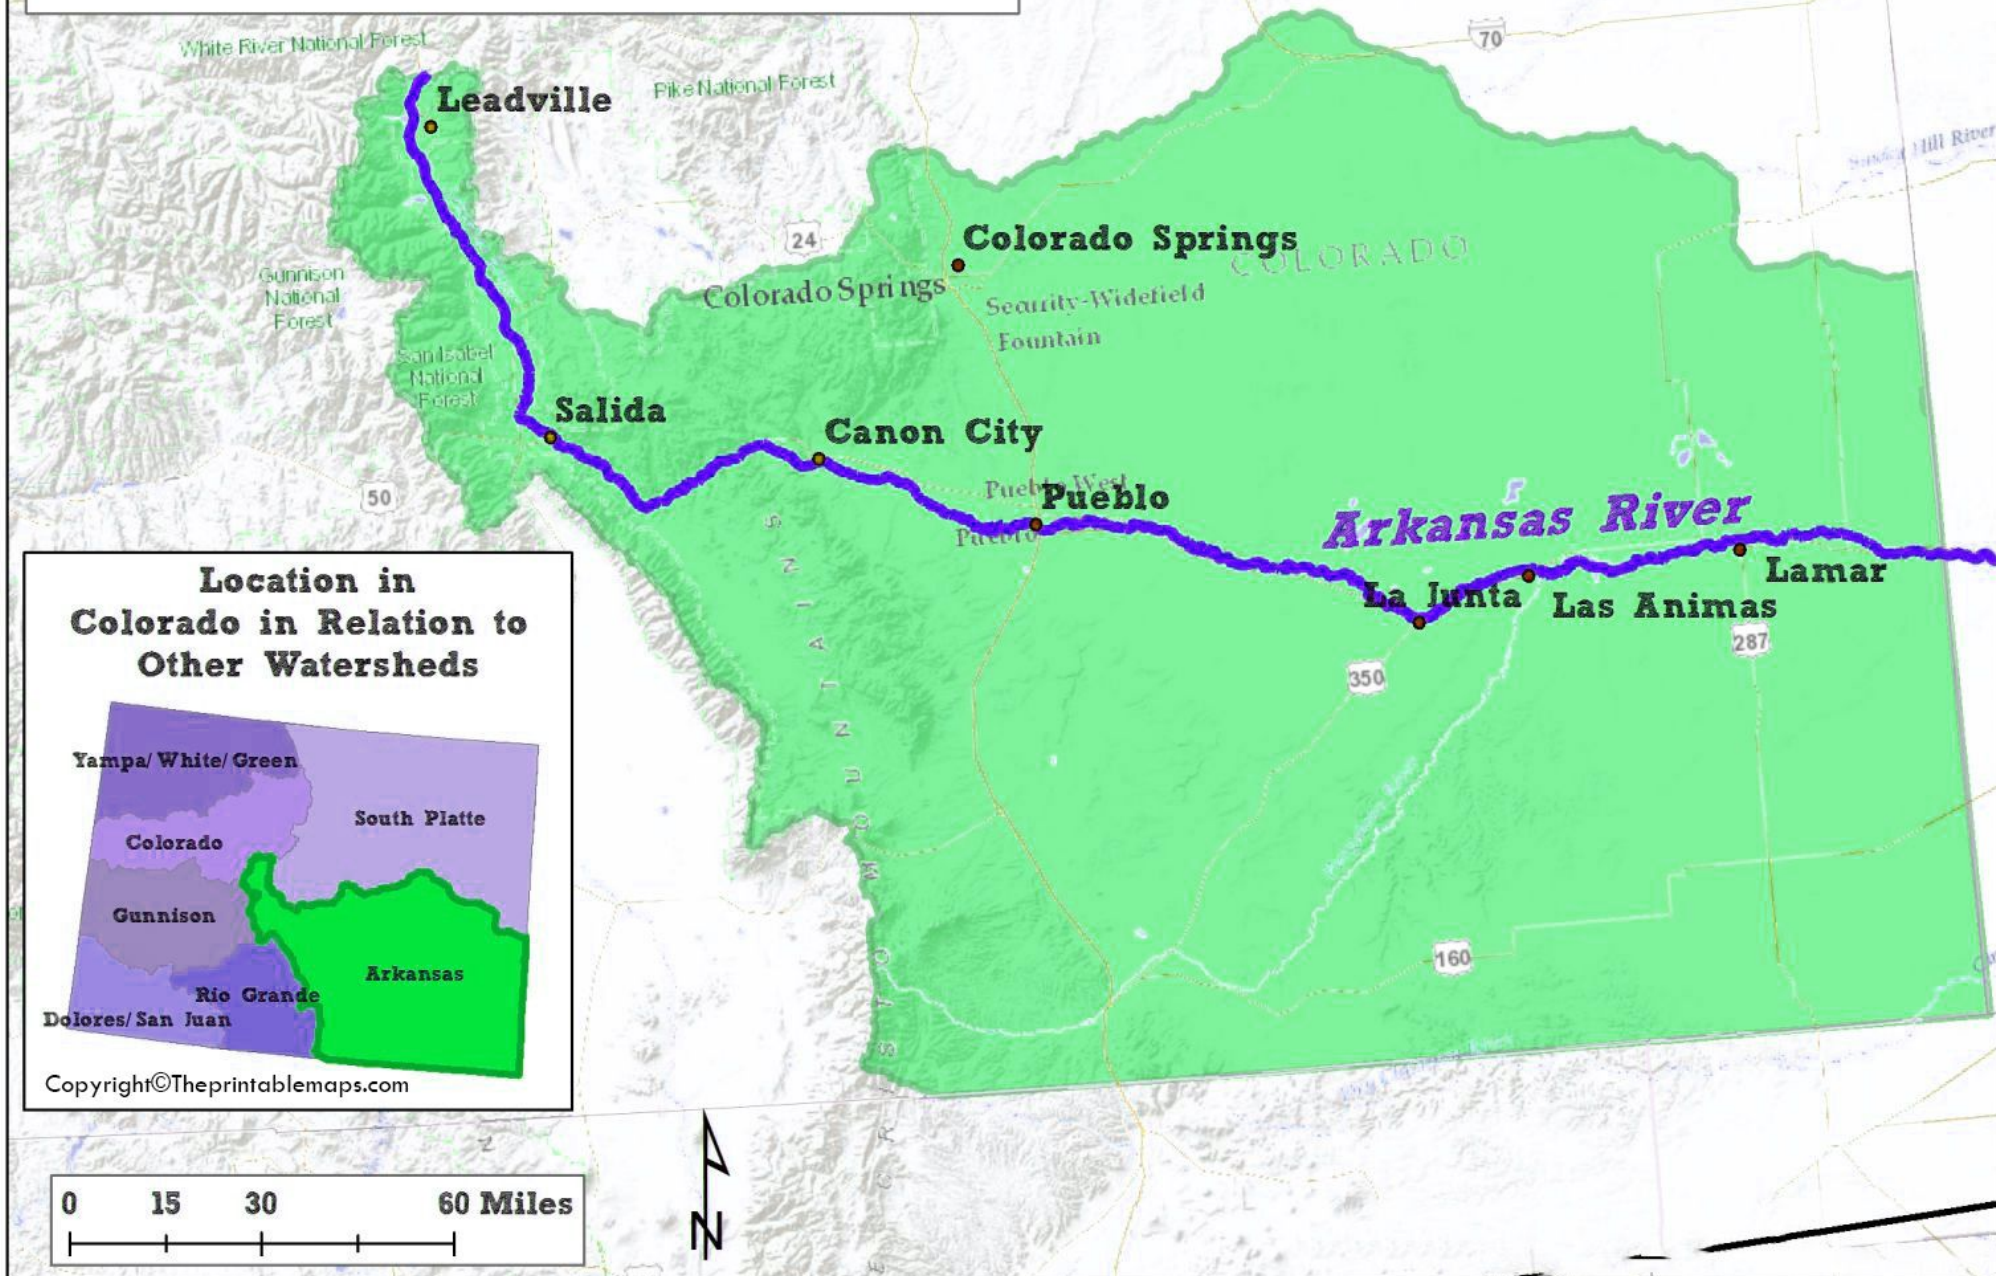 White River National Forest
Pike National Forest
70
Leadville
Hill River
24
Colorado Springs
COLORADO
Colorado Springs
Security-Widefield
Fountain
Gunnison
National
Forest
San Isabel
National
Forest
Salida
Canon City
50
Pueblo West
Pueblo
Pueblo
Arkansas River
La Junta
Las Animas
Lamar
287
350
160
MOUNTAINS
Location in
Colorado in Relation to
Other Watersheds
Yampa/White/Green
South Platte
Colorado
Gunnison
Arkansas
Rio Grande
Dolores/San Juan
Copyright©Theprintablemaps.com
0 15 30 60 Miles
N